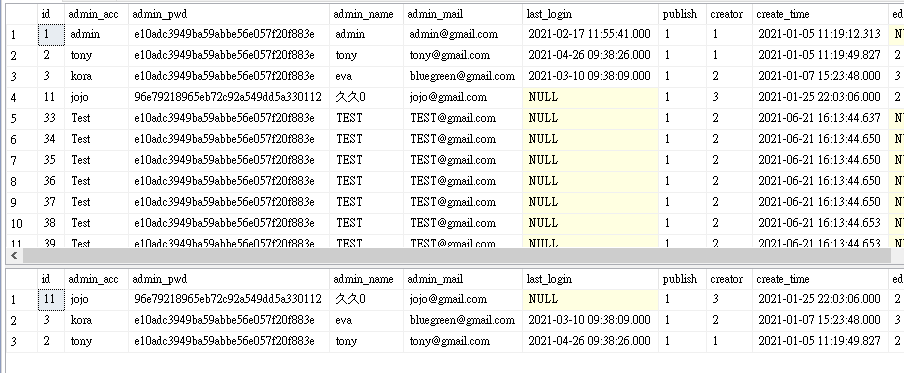 id admin_acc admin_pwd admin_name admin_mail last_login publish creator create_time ed
1 1 admin e10adc3949ba59abbe56e057f20f883e admin admin@gmail.com 2021-02-17 11:55:41.000 1 1 2021-01-05 11:19:12.313 NU
2 2 tony e10adc3949ba59abbe56e057f20f883e tony tony@gmail.com 2021-04-26 09:38:26.000 1 1 2021-01-05 11:19:49.827 2
3 3 kora e10adc3949ba59abbe56e057f20f883e eva bluegreen@gmail.com 2021-03-10 09:38:09.000 1 2 2021-01-07 15:23:48.000 3
4 11 jojo 96e79218965eb72c92a549dd5a330112 久久0 jojo@gmail.com NULL 1 3 2021-01-25 22:03:06.000 2
5 33 Test e10adc3949ba59abbe56e057f20f883e TEST TEST@gmail.com NULL 1 2 2021-06-21 16:13:44.637 NU
6 34 Test e10adc3949ba59abbe56e057f20f883e TEST TEST@gmail.com NULL 1 2 2021-06-21 16:13:44.650 NU
7 35 Test e10adc3949ba59abbe56e057f20f883e TEST TEST@gmail.com NULL 1 2 2021-06-21 16:13:44.650 NU
8 36 Test e10adc3949ba59abbe56e057f20f883e TEST TEST@gmail.com NULL 1 2 2021-06-21 16:13:44.650 NU
9 37 Test e10adc3949ba59abbe56e057f20f883e TEST TEST@gmail.com NULL 1 2 2021-06-21 16:13:44.650 NU
10 38 Test e10adc3949ba59abbe56e057f20f883e TEST TEST@gmail.com NULL 1 2 2021-06-21 16:13:44.653 NU
11 39 Test e10adc3949ba59abbe56e057f20f883e TEST TEST@gmail.com NULL 1 2 2021-06-21 16:13:44.653 NU
id admin_acc admin_pwd admin_name admin_mail last_login publish creator create_time ed
1 11 jojo 96e79218965eb72c92a549dd5a330112 久久0 jojo@gmail.com NULL 1 3 2021-01-25 22:03:06.000 2
2 3 kora e10adc3949ba59abbe56e057f20f883e eva bluegreen@gmail.com 2021-03-10 09:38:09.000 1 2 2021-01-07 15:23:48.000 3
3 2 tony e10adc3949ba59abbe56e057f20f883e tony tony@gmail.com 2021-04-26 09:38:26.000 1 1 2021-01-05 11:19:49.827 2